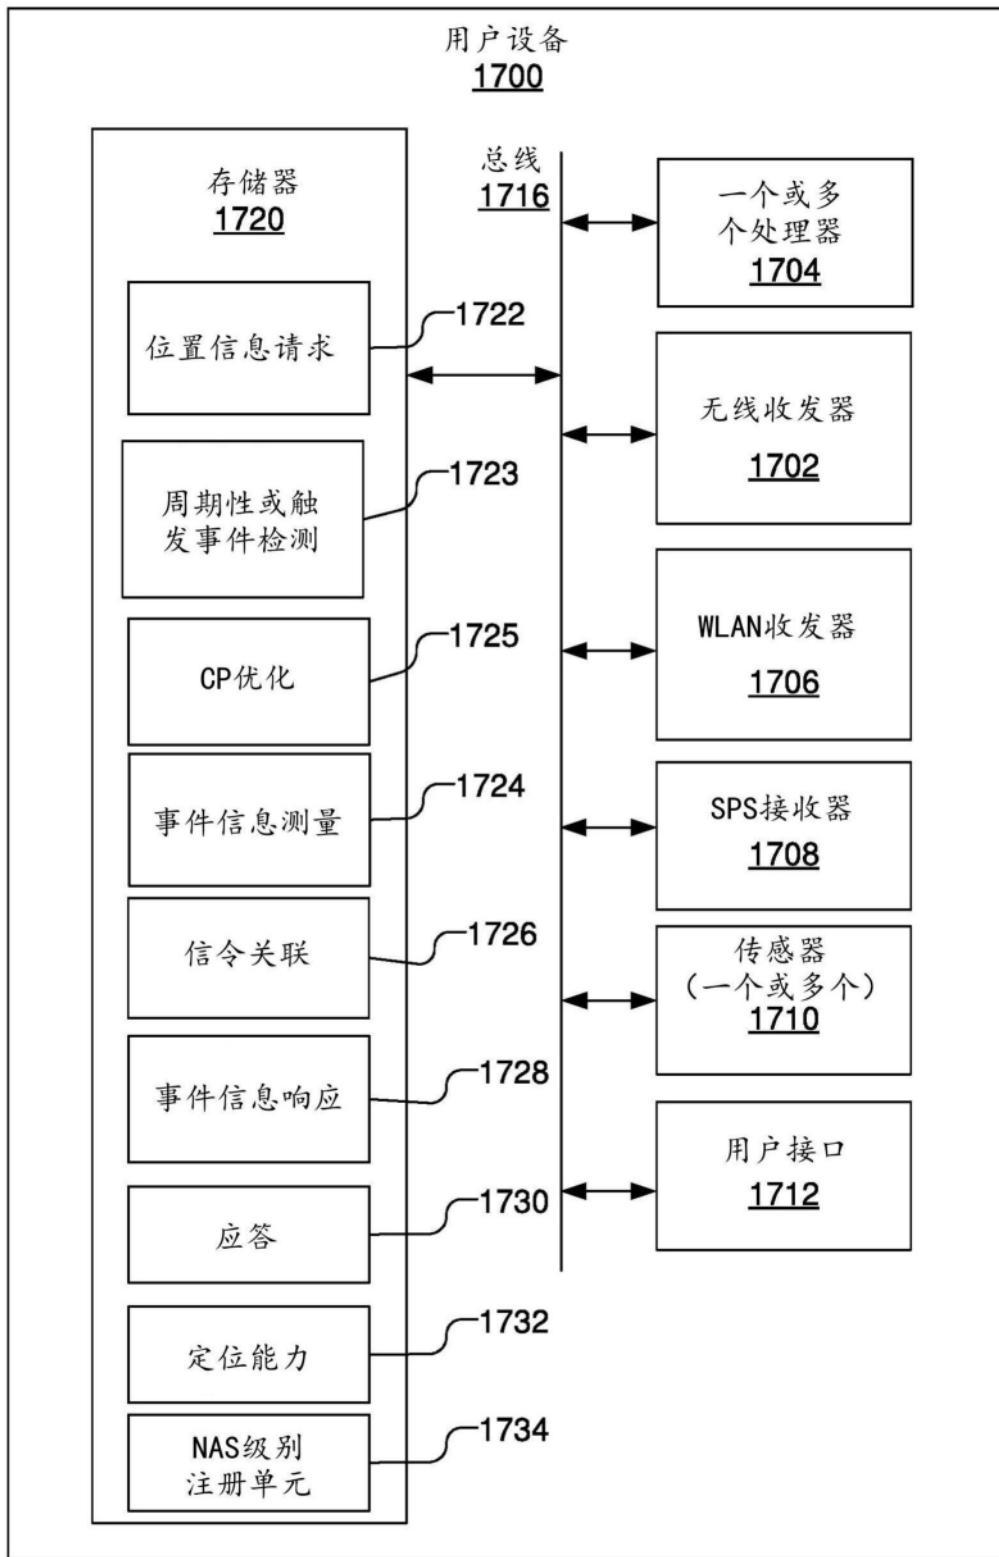 用户设备
1700
存储器
1720
位置信息请求
1722
周期性或触
发事件检测
1723
CP优化
1725
事件信息测量
1724
信令关联
1726
事件信息响应
1728
应答
1730
定位能力
1732
NAS级别
注册单元
1734
总线
1716
一个或多
个处理器
1704
无线收发器
1702
WLAN收发器
1706
SPS接收器
1708
传感器
(一个或多个)
1710
用户接口
1712